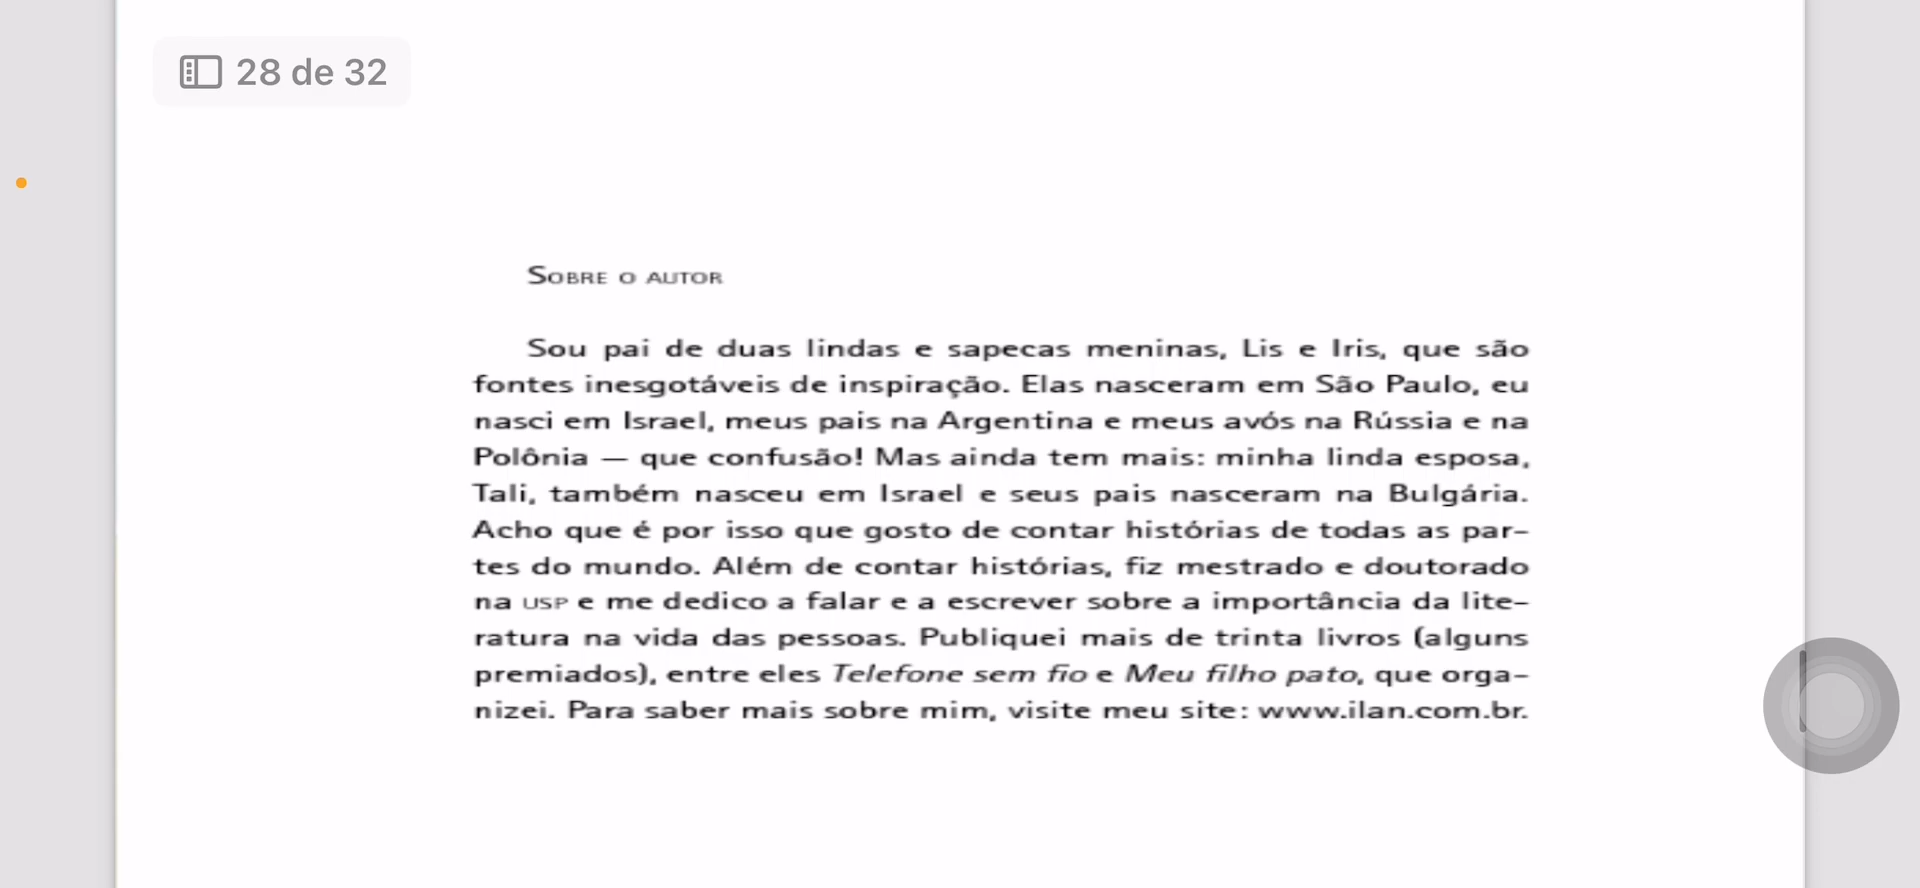 28 de 32
SOBRE O AUTOR
Sou pai de duas lindas e sapecas meninas, Lis e Iris, que são
fontes inesgotáveis de inspiração. Elas nasceram em São Paulo, eu
nasci em Israel, meus pais na Argentina e meus avós na Rússia e na
Polônia — que confusão! Mas ainda tem mais: minha linda esposa,
Tali, também nasceu em Israel e seus pais nasceram na Bulgária.
Acho que é por isso que gosto de contar histórias de todas as par-
tes do mundo. Além de contar histórias, fiz mestrado e doutorado
na USP e me dedico a falar e a escrever sobre a importância da lite-
ratura na vida das pessoas. Publiquei mais de trinta livros (alguns
premiados), entre eles Telefone sem fio e Meu filho pato, que orga-
nizei. Para saber mais sobre mim, visite meu site: www.ilan.com.br.